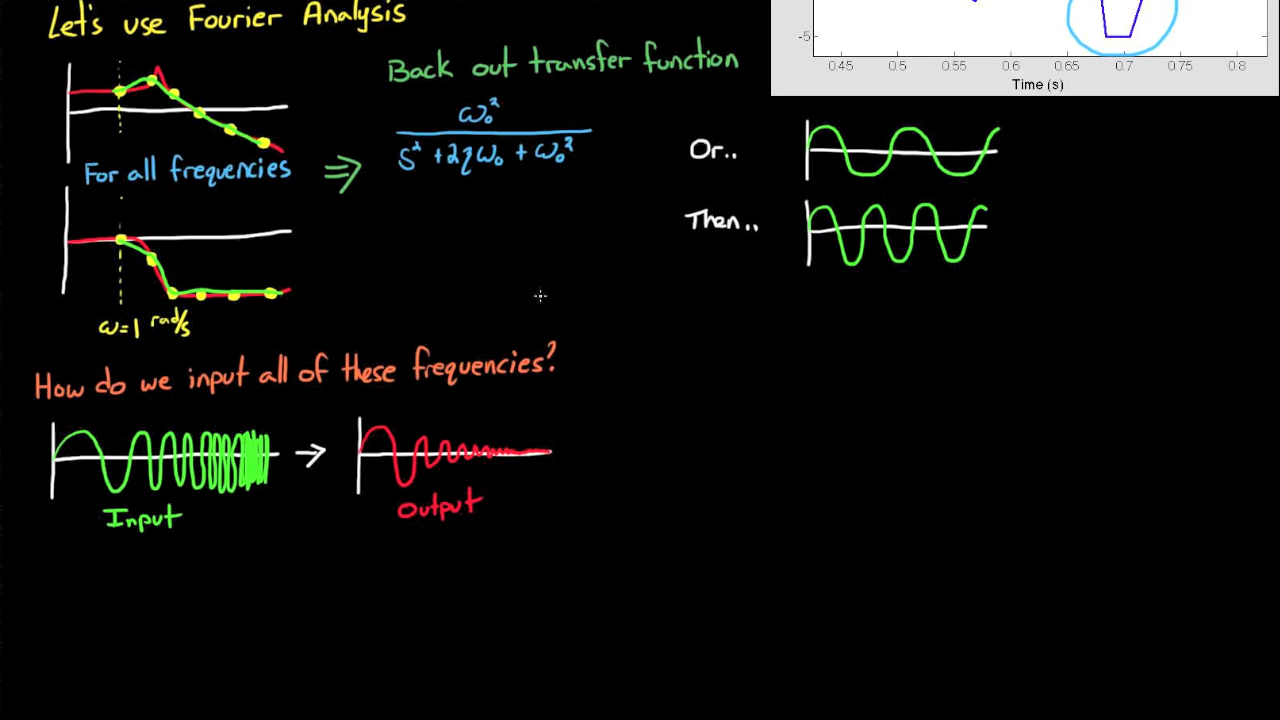 Let's use Fourier Analysis
Back out transfer function
ω₀²
s² + 2ζω₀ + ω₀²
For all frequencies ⇒
ω=1 rad/s
How do we input all of these frequencies?
→
Input
Output
-5
0.45 0.5 0.55 0.6 0.65 0.7 0.75 0.8
Time (s)
Or..
Then..